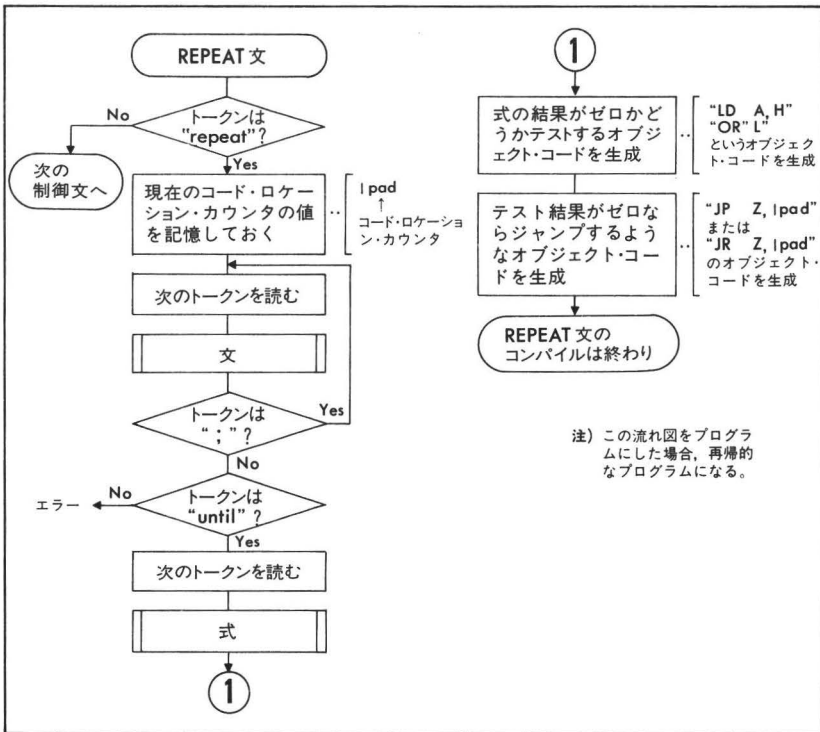 REPEAT 文
No
トークンは
"repeat"?
Yes
次の
制御文へ
現在のコード・ロケー
ション・カウンタの値
を記憶しておく
lpad
↑
コード・ロケーショ
ン・カウンタ
次のトークンを読む
文
トークンは
";"?
Yes
No
エラー
No
トークンは
"until"?
Yes
次のトークンを読む
式
1
1
式の結果がゼロかど
うかテストするオブジ
ェクト・コードを生成
"LD A, H"
"OR" L"
というオブジェク
ト・コードを生成
テスト結果がゼロな
らジャンプするよう
なオブジェクト・コー
ドを生成
"JP Z, lpad"
または
"JR Z, lpad"
のオブジェクト・
コードを生成
REPEAT 文の
コンパイルは終わり
注) この流れ図をプログラ
ムにした場合, 再帰的
なプログラムになる。